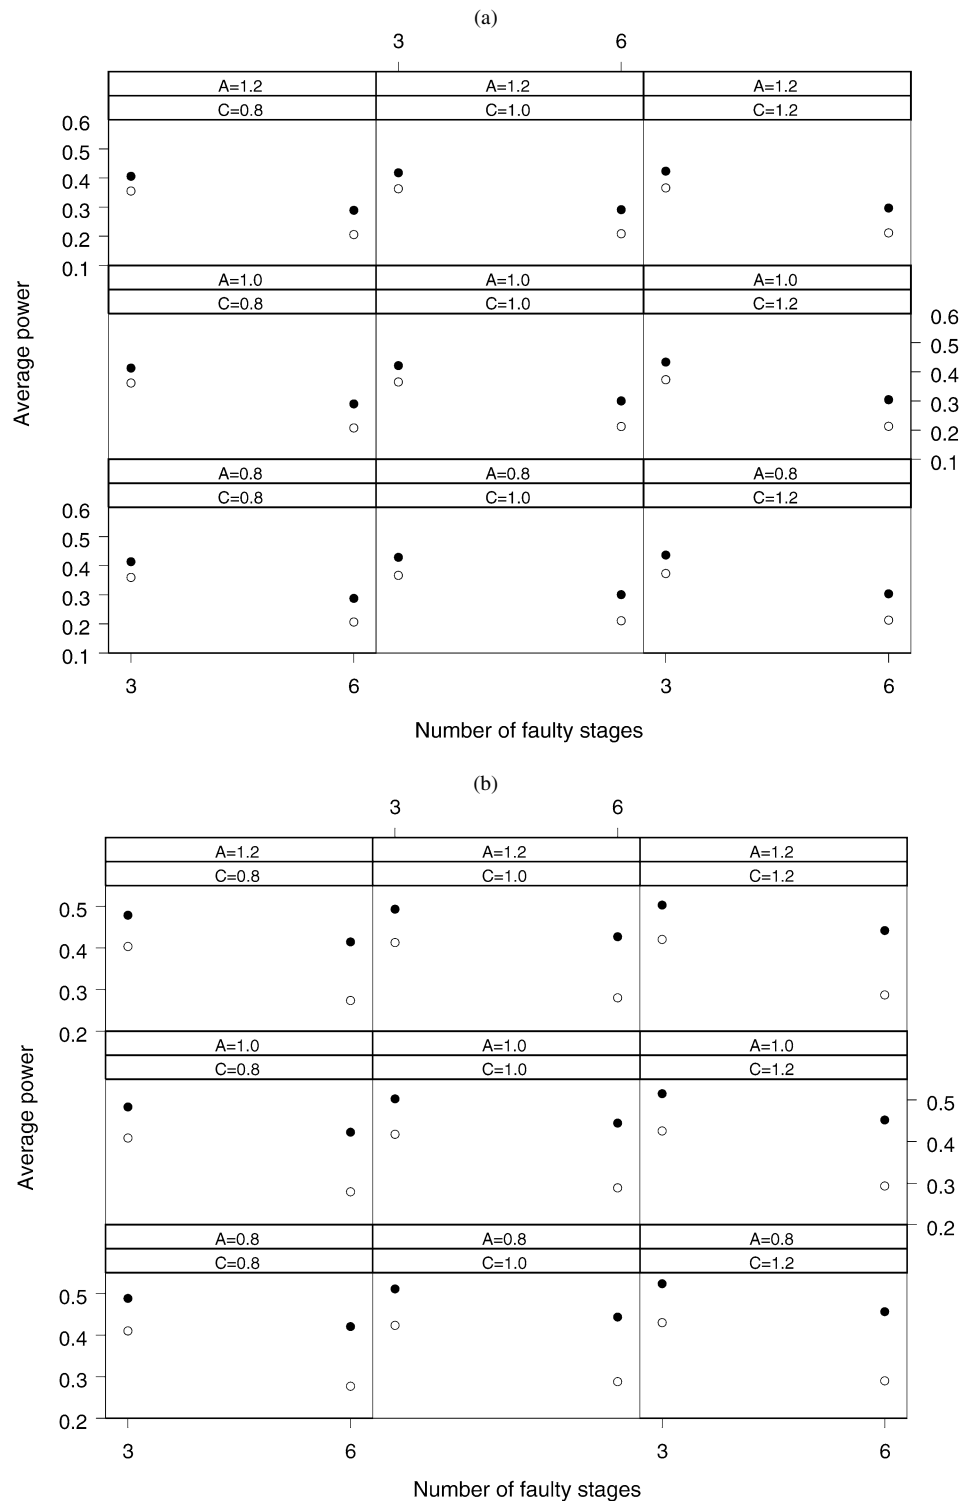 (a)
3 6
A=1.2 A=1.2 A=1.2
C=0.8 C=1.0 C=1.2
0.6
0.5
0.4
0.3
0.2
0.1
A=1.0 A=1.0 A=1.0
C=0.8 C=1.0 C=1.2
0.6
0.5
0.4
0.3
0.2
0.1
Average power
A=0.8 A=0.8 A=0.8
C=0.8 C=1.0 C=1.2
0.6
0.5
0.4
0.3
0.2
0.1
3 6 3 6
Number of faulty stages
(b)
3 6
A=1.2 A=1.2 A=1.2
C=0.8 C=1.0 C=1.2
0.5
0.4
0.3
0.2
A=1.0 A=1.0 A=1.0
C=0.8 C=1.0 C=1.2
0.5
0.4
0.3
0.2
Average power
A=0.8 A=0.8 A=0.8
C=0.8 C=1.0 C=1.2
0.5
0.4
0.3
0.2
3 6 3 6
Number of faulty stages